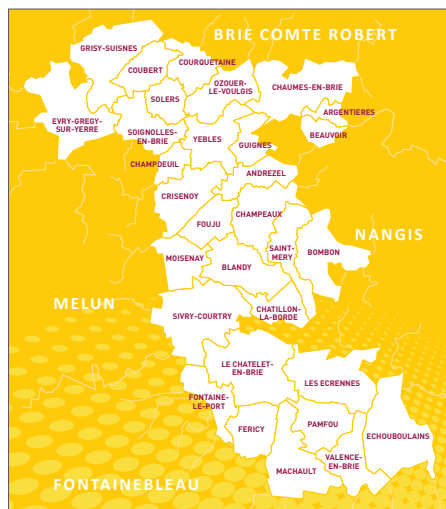 BRIE COMTE ROBERT
GRISY-SUISNES
COURQUETAINE
COUBERT
OZOUER-
LE-VOULGIS
CHAUMES-EN-BRIE
SOLERS
ARGENTIERES
EVRY-GREGY-
SUR-YERRE
SOIGNOLLES-
EN-BRIE
YEBLES
BEAUVOIR
GUIGNES
CHAMPDEUIL
ANDREZEL
CRISENOY
CHAMPEAUX
FOUJU
NANGIS
SAINT-
MERY
BOMBON
MOISENAY
BLANDY
MELUN
SIVRY-COURTRY
CHATILLON-
LA-BORDE
LE CHATELET-
EN-BRIE
LES ECRENNES
FONTAINE-
LE-PORT
FERICY
PAMFOU
ECHOUBOULAINS
VALENCE-
EN-BRIE
MACHAULT
FONTAINEBLEAU